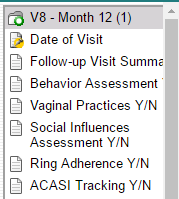 V8 - Month 12 (1)
Date of Visit
Follow-up Visit Summa
Behavior Assessment
Vaginal Practices Y/N
Social Influences
Assessment Y/N
Ring Adherence Y/N
ACASI Tracking Y/N